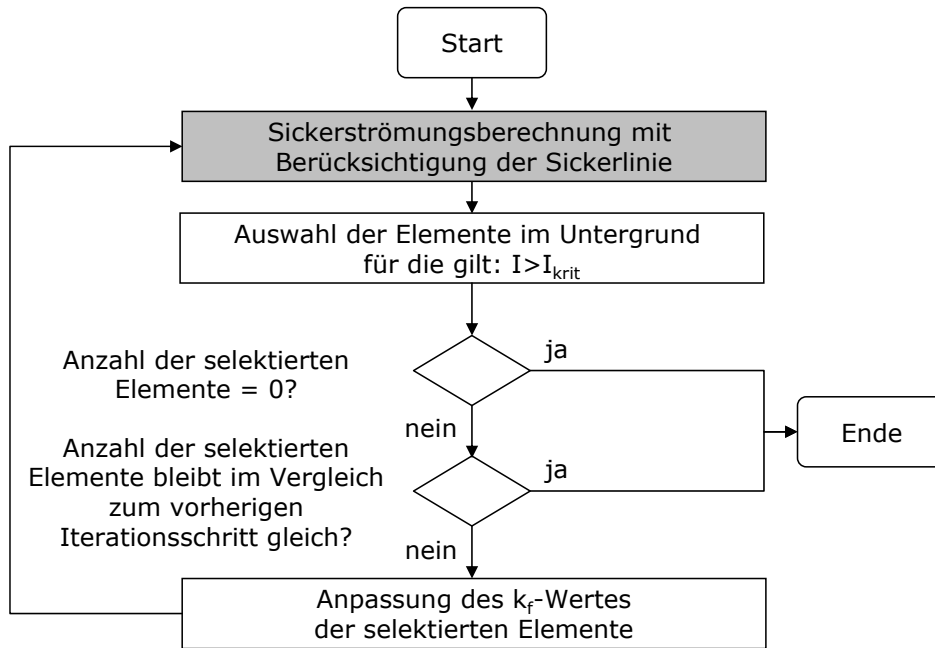 Start
Sickerströmungsberechnung mit
Berücksichtigung der Sickerlinie
Auswahl der Elemente im Untergrund
für die gilt: I>Ikrit
Anzahl der selektierten
Elemente = 0?
ja
nein
Anzahl der selektierten
Elemente bleibt im Vergleich
zum vorherigen
Iterationsschritt gleich?
ja
nein
Ende
Anpassung des kf-Wertes
der selektierten Elemente